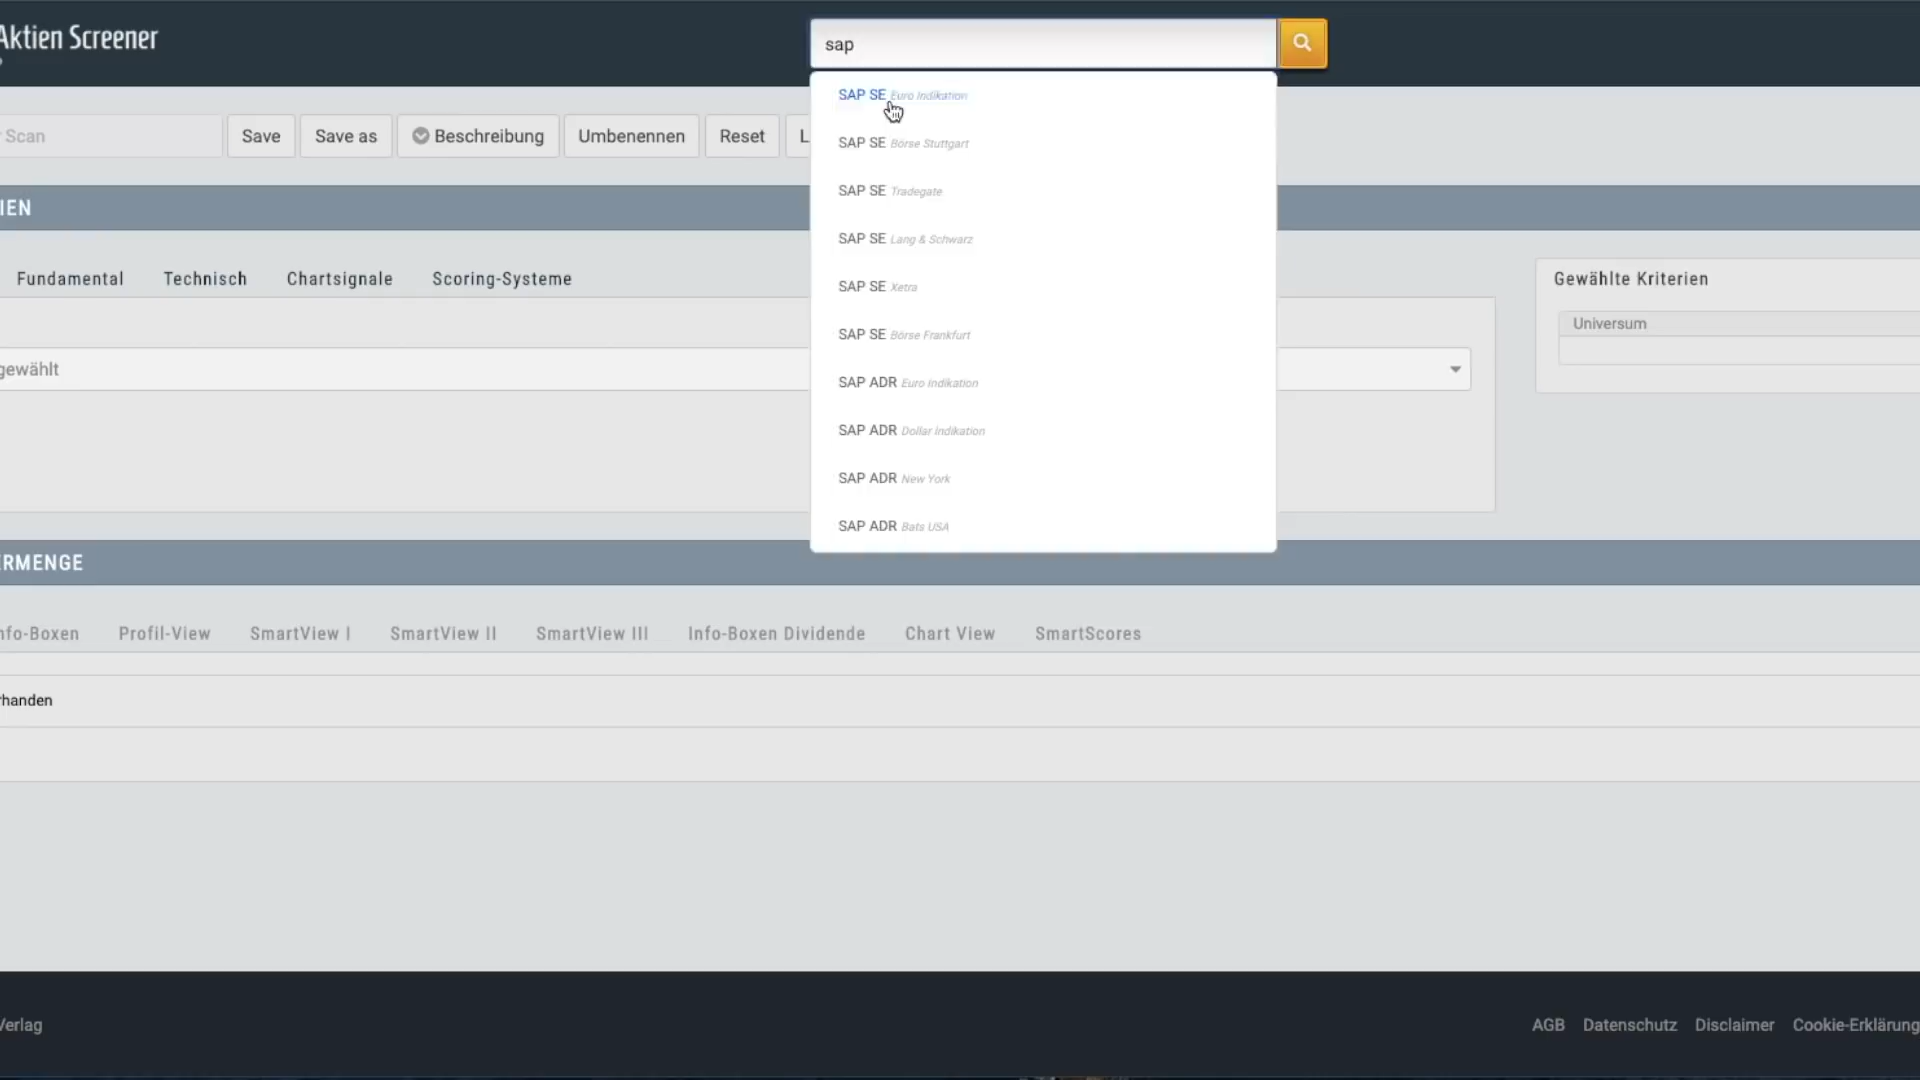 Aktien Screener
sap
SAP SE Euro Indikation
SAP SE Börse Stuttgart
SAP SE Tradegate
SAP SE Lang & Schwarz
SAP SE Xetra
SAP SE Börse Frankfurt
SAP ADR Euro Indikation
SAP ADR Dollar Indikation
SAP ADR New York
SAP ADR Bats USA
Scan Save Save as Beschreibung Umbenennen Reset L
IEN
Fundamental Technisch Chartsignale Scoring-Systeme
gewählt
Gewählte Kriterien
Universum
ERMENGE
nfo-Boxen Profil-View SmartView I SmartView II SmartView III Info-Boxen Dividende Chart View SmartScores
rhanden
Verlag
AGB Datenschutz Disclaimer Cookie-Erklärung